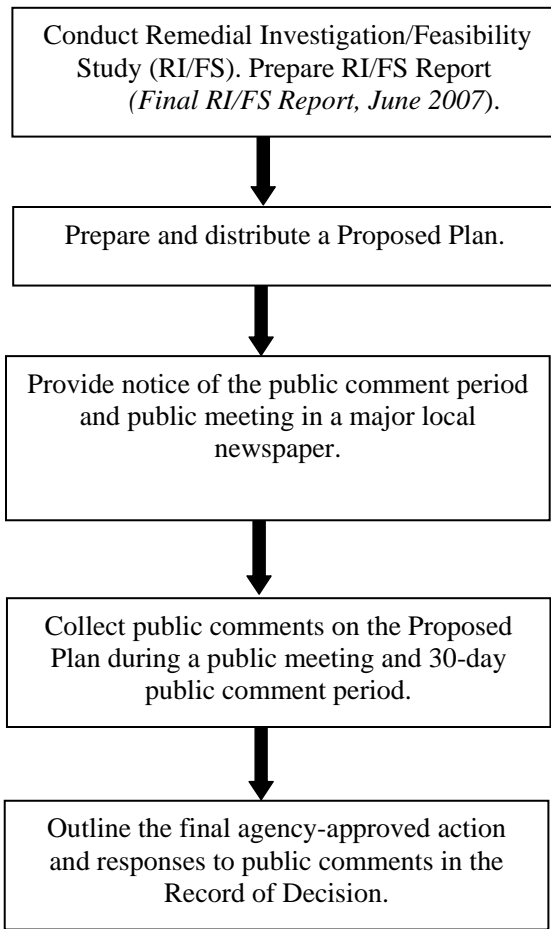 Conduct Remedial Investigation/Feasibility
Study (RI/FS). Prepare RI/FS Report
(Final RI/FS Report, June 2007).
Prepare and distribute a Proposed Plan.
Provide notice of the public comment period
and public meeting in a major local
newspaper.
Collect public comments on the Proposed
Plan during a public meeting and 30-day
public comment period.
Outline the final agency-approved action
and responses to public comments in the
Record of Decision.